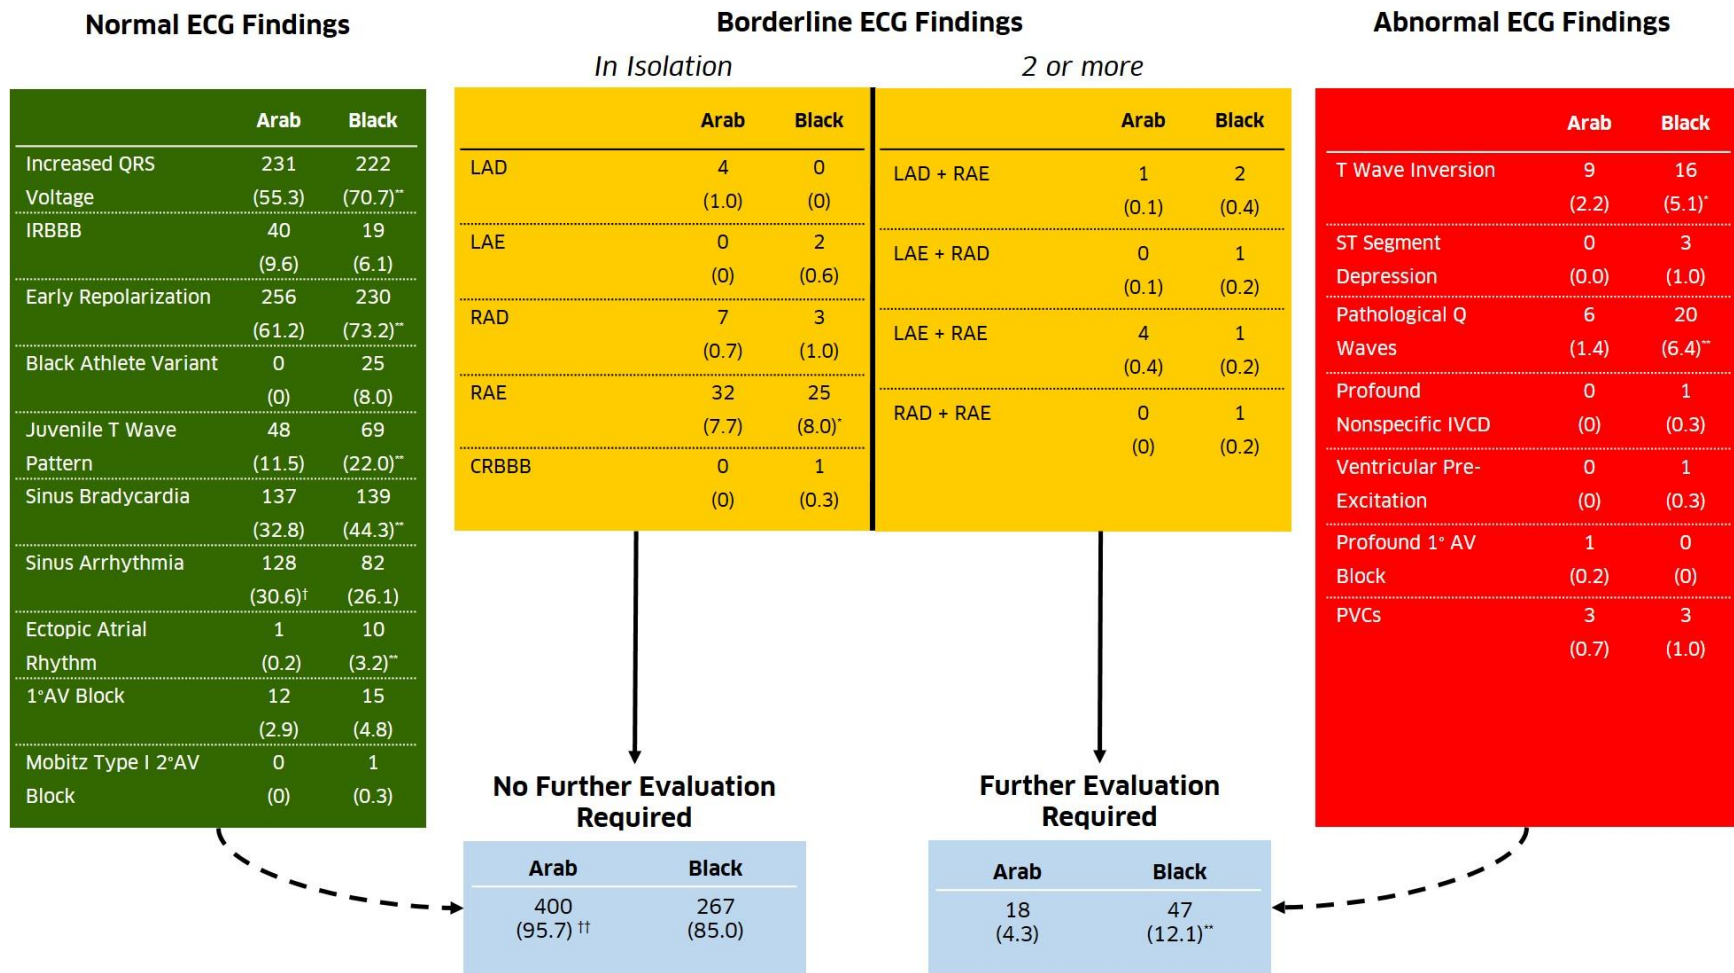 Normal ECG Findings
Borderline ECG Findings
Abnormal ECG Findings
In Isolation
2 or more
Arab Black
Increased QRS 231 222
Voltage (55.3) (70.7)**
IRBBB 40 19
(9.6) (6.1)
Early Repolarization 256 230
(61.2) (73.2)**
Black Athlete Variant 0 25
(0) (8.0)
Juvenile T Wave 48 69
Pattern (11.5) (22.0)**
Sinus Bradycardia 137 139
(32.8) (44.3)**
Sinus Arrhythmia 128 82
(30.6)† (26.1)
Ectopic Atrial 1 10
Rhythm (0.2) (3.2)**
1°AV Block 12 15
(2.9) (4.8)
Mobitz Type I 2°AV 0 1
Block (0) (0.3)
Arab Black
LAD 4 0
(1.0) (0)
LAE 0 2
(0) (0.6)
RAD 7 3
(0.7) (1.0)
RAE 32 25
(7.7) (8.0)*
CRBBB 0 1
(0) (0.3)
Arab Black
LAD + RAE 1 2
(0.1) (0.4)
LAE + RAD 0 1
(0.1) (0.2)
LAE + RAE 4 1
(0.4) (0.2)
RAD + RAE 0 1
(0) (0.2)
Arab Black
T Wave Inversion 9 16
(2.2) (5.1)*
ST Segment 0 3
Depression (0.0) (1.0)
Pathological Q 6 20
Waves (1.4) (6.4)**
Profound 0 1
Nonspecific IVCD (0) (0.3)
Ventricular Pre- 0 1
Excitation (0) (0.3)
Profound 1° AV 1 0
Block (0.2) (0)
PVCs 3 3
(0.7) (1.0)
No Further Evaluation
Required
Arab Black
400 267
(95.7) †† (85.0)
Further Evaluation
Required
Arab Black
18 47
(4.3) (12.1)**